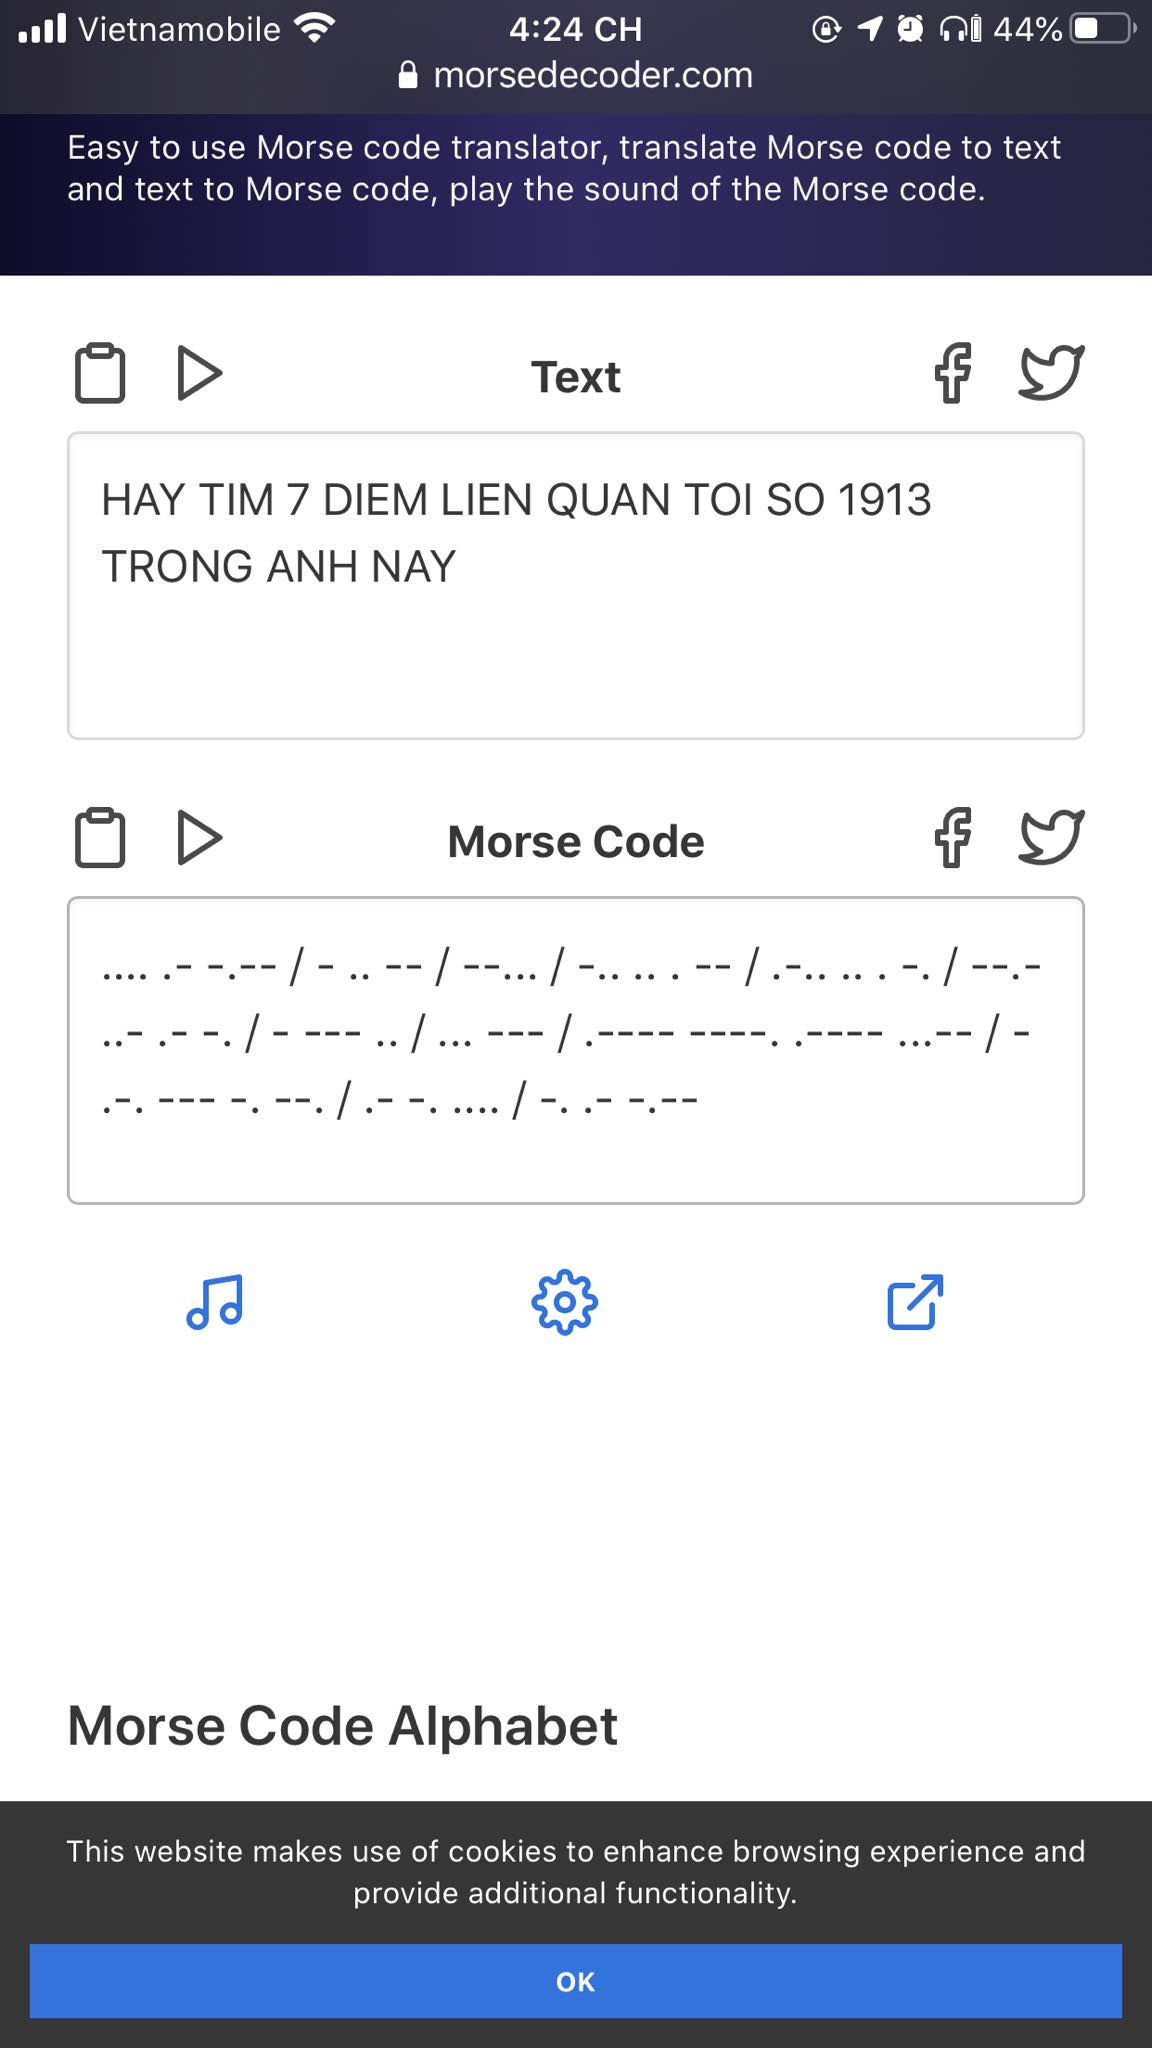 Vietnamobile 4:24 CH 44%
morsedecoder.com
Easy to use Morse code translator, translate Morse code to text
and text to Morse code, play the sound of the Morse code.
Text
HAY TIM 7 DIEM LIEN QUAN TOI SO 1913
TRONG ANH NAY
Morse Code
.... .- -.-- / - .. -- / --... / -.. .. . -- / .-.. .. . -. / --.-
..- .- -. / - --- .. / ... --- / .---- ----. .---- ...-- / -
.-. --- -. --. / .- -. .... / -. .- -.--
Morse Code Alphabet
This website makes use of cookies to enhance browsing experience and
provide additional functionality.
OK